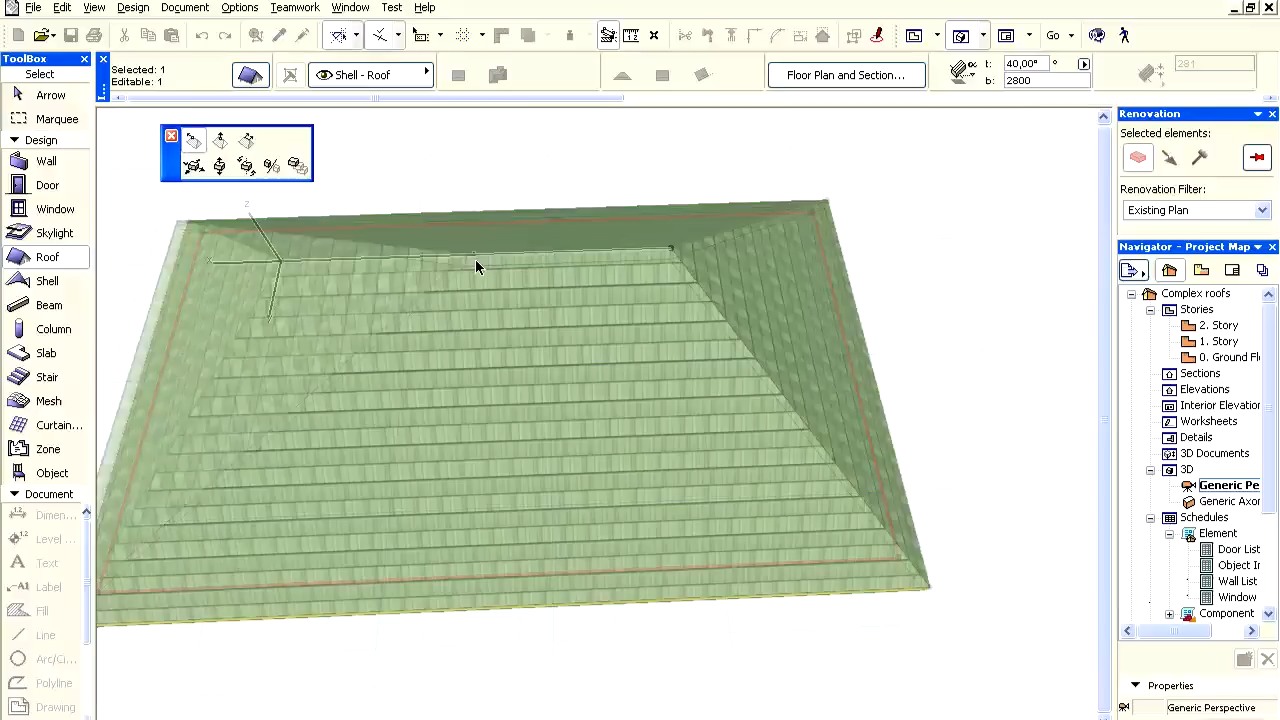 File Edit View Design Document Options Teamwork Window Test Help
ToolBox
Select
Arrow
Marquee
Design
Wall
Door
Window
Skylight
Roof
Shell
Beam
Column
Slab
Stair
Mesh
Curtain...
Zone
Object
Document
Dimen...
Level ...
Text
Label
Fill
Line
Arc/Ci...
Polyline
Drawing
Selected: 1
Editable: 1
Shell - Roof
Floor Plan and Section...
t: 40,00°
b: 2800
281
Go
z
x
Renovation
Selected elements:
Renovation Filter:
Existing Plan
Navigator - Project Map
Complex roofs
Stories
2. Story
1. Story
0. Ground Fl
Sections
Elevations
Interior Elevation
Worksheets
Details
3D Documents
3D
Generic Pe
Generic Axor
Schedules
Element
Door List
Object In
Wall List
Window
Component
Properties
Generic Perspective